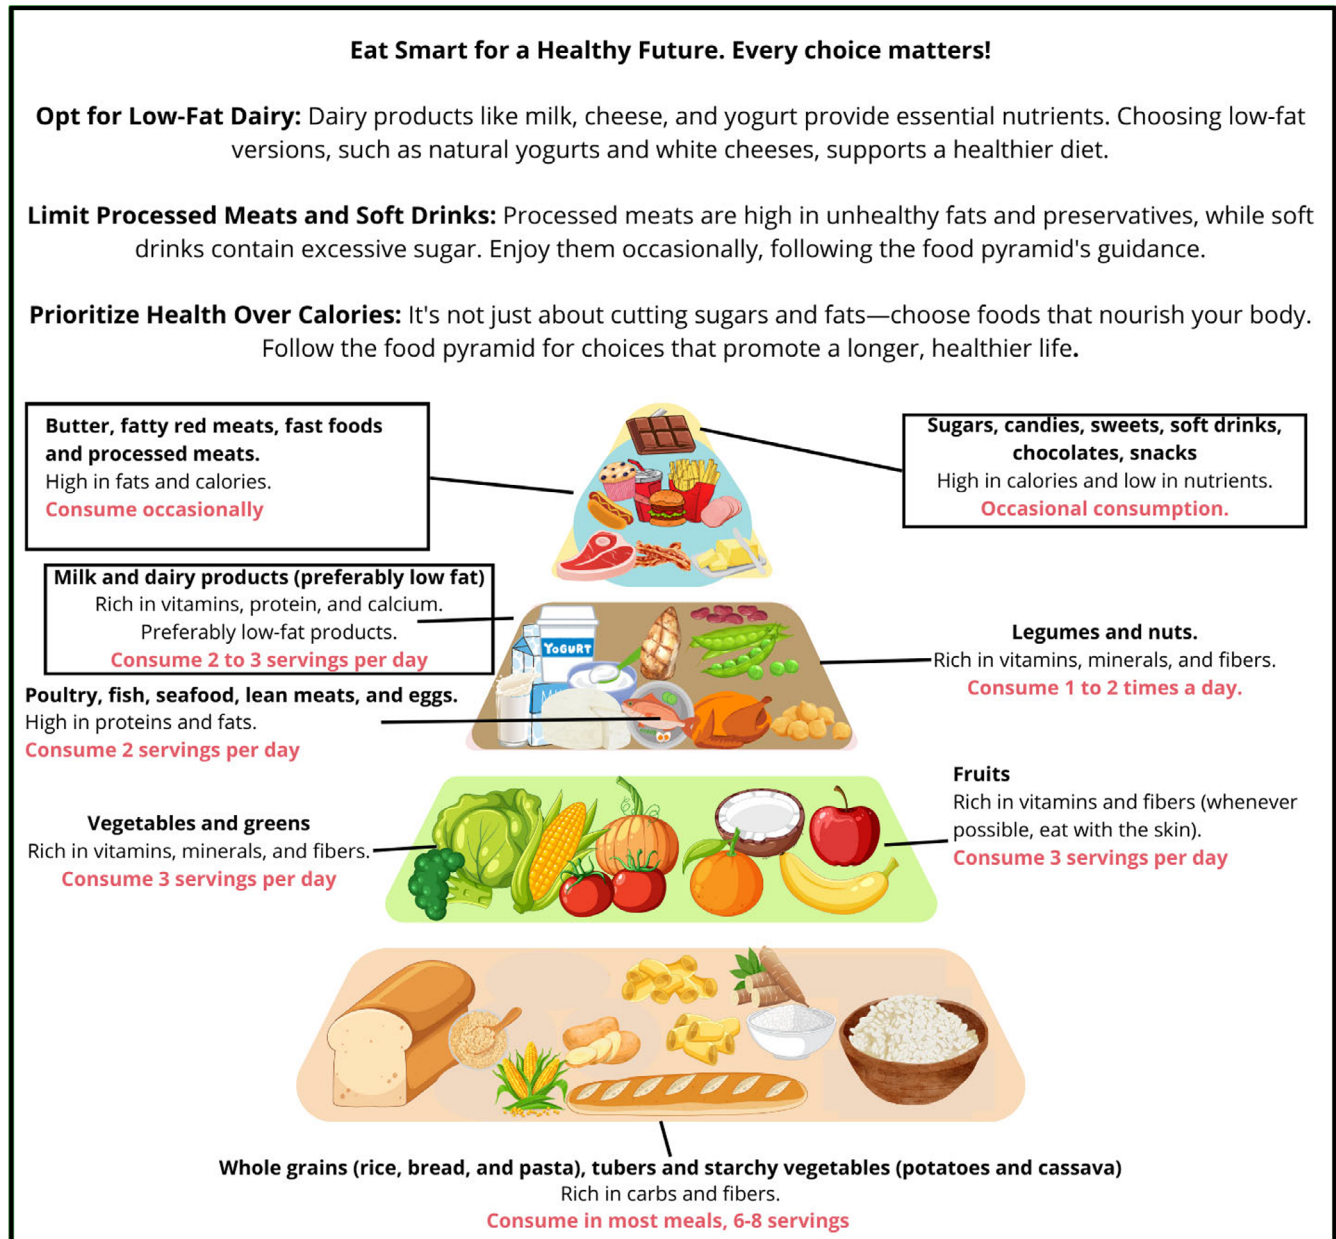 Eat Smart for a Healthy Future. Every choice matters!
Opt for Low-Fat Dairy: Dairy products like milk, cheese, and yogurt provide essential nutrients. Choosing low-fat
versions, such as natural yogurts and white cheeses, supports a healthier diet.
Limit Processed Meats and Soft Drinks: Processed meats are high in unhealthy fats and preservatives, while soft
drinks contain excessive sugar. Enjoy them occasionally, following the food pyramid's guidance.
Prioritize Health Over Calories: It's not just about cutting sugars and fats—choose foods that nourish your body.
Follow the food pyramid for choices that promote a longer, healthier life.
Butter, fatty red meats, fast foods
and processed meats.
High in fats and calories.
Consume occasionally
Sugars, candies, sweets, soft drinks,
chocolates, snacks
High in calories and low in nutrients.
Occasional consumption.
Milk and dairy products (preferably low fat)
Rich in vitamins, protein, and calcium.
Preferably low-fat products.
Consume 2 to 3 servings per day
YOGURT
Legumes and nuts.
Rich in vitamins, minerals, and fibers.
Consume 1 to 2 times a day.
Poultry, fish, seafood, lean meats, and eggs.
High in proteins and fats.
Consume 2 servings per day
Fruits
Rich in vitamins and fibers (whenever
possible, eat with the skin).
Consume 3 servings per day
Vegetables and greens
Rich in vitamins, minerals, and fibers.
Consume 3 servings per day
Whole grains (rice, bread, and pasta), tubers and starchy vegetables (potatoes and cassava)
Rich in carbs and fibers.
Consume in most meals, 6-8 servings